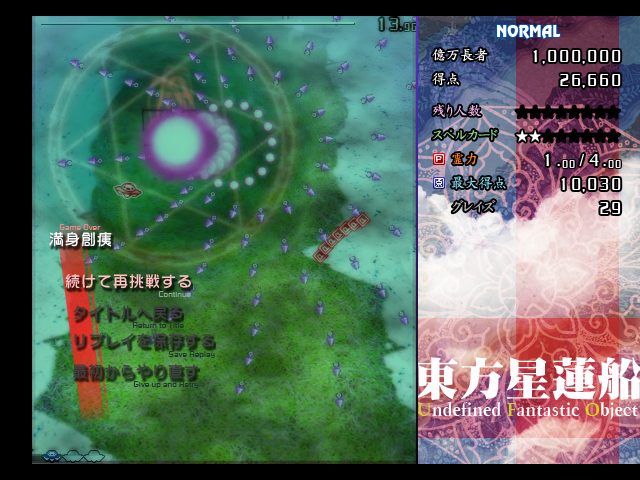 13.90
NORMAL
億万長者 1,000,000
得点 26,660
残り人数
スペルカード
P 霊力 1.00/4.00
点 最大得点 10,030
グレイズ 29
Game Over
満身創痍
続けて再挑戦する
Continue
タイトルへ戻る
Return to Title
リプレイを保存する
Save Replay
最初からやり直す
Give up and Retry
東方星蓮船
Undefined Fantastic Object